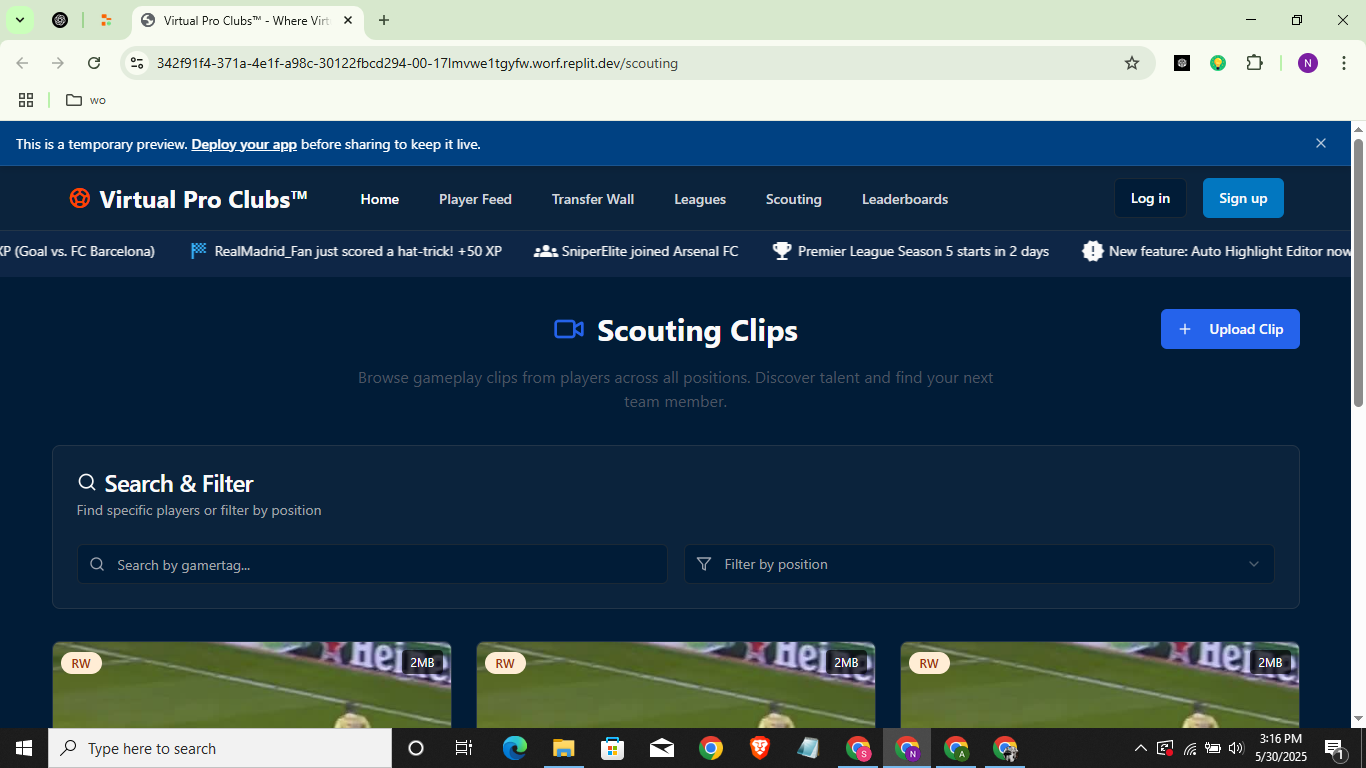 Virtual Pro Clubs™ - Where Virt
342f91f4-371a-4e1f-a98c-30122fbcd294-00-17lmvwe1tgyfw.worf.replit.dev/scouting
N
wo
This is a temporary preview. Deploy your app before sharing to keep it live.
Virtual Pro Clubs™
Home
Player Feed
Transfer Wall
Leagues
Scouting
Leaderboards
Log in
Sign up
XP (Goal vs. FC Barcelona)
RealMadrid_Fan just scored a hat-trick! +50 XP
SniperElite joined Arsenal FC
Premier League Season 5 starts in 2 days
New feature: Auto Highlight Editor now
Scouting Clips
Upload Clip
Browse gameplay clips from players across all positions. Discover talent and find your next
team member.
Search & Filter
Find specific players or filter by position
Search by gamertag...
Filter by position
RW
2MB
RW
2MB
RW
2MB
Type here to search
S
N
A
3:16 PM
5/30/2025
1